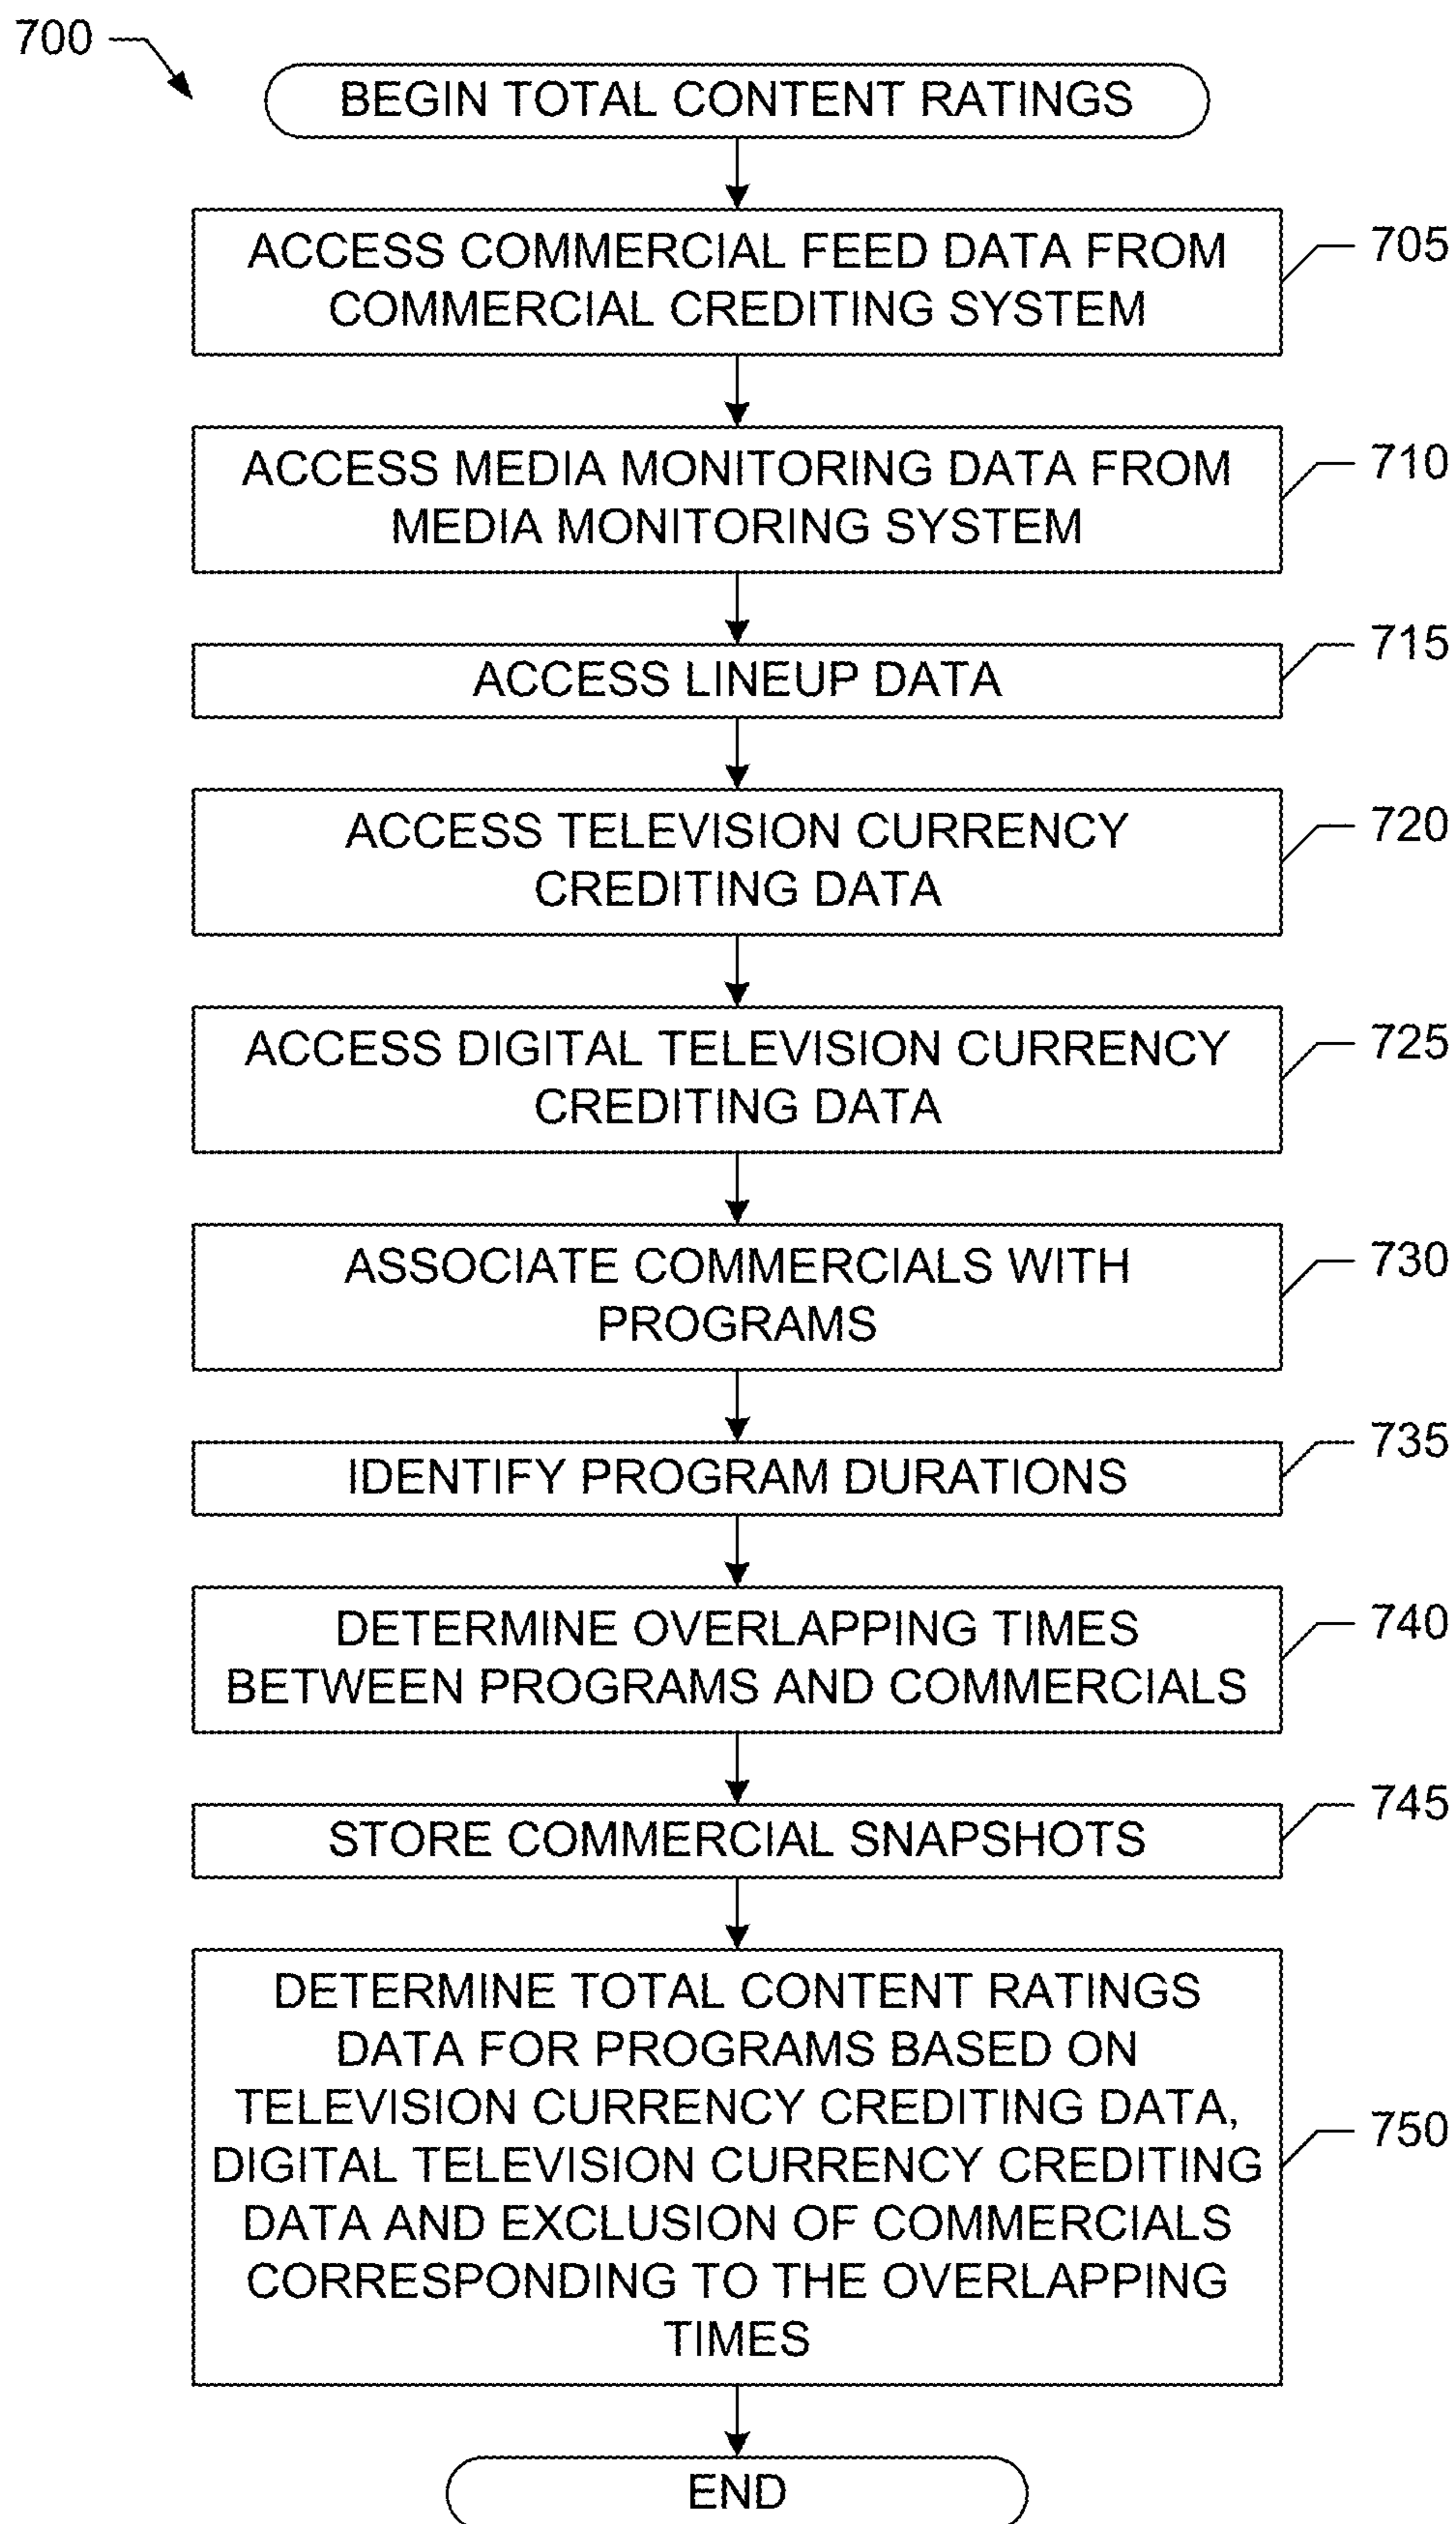 700
BEGIN TOTAL CONTENT RATINGS
ACCESS COMMERCIAL FEED DATA FROM
COMMERCIAL CREDITING SYSTEM
705
ACCESS MEDIA MONITORING DATA FROM
MEDIA MONITORING SYSTEM
710
ACCESS LINEUP DATA
715
ACCESS TELEVISION CURRENCY
CREDITING DATA
720
ACCESS DIGITAL TELEVISION CURRENCY
CREDITING DATA
725
ASSOCIATE COMMERCIALS WITH
PROGRAMS
730
IDENTIFY PROGRAM DURATIONS
735
DETERMINE OVERLAPPING TIMES
BETWEEN PROGRAMS AND COMMERCIALS
740
STORE COMMERCIAL SNAPSHOTS
745
DETERMINE TOTAL CONTENT RATINGS
DATA FOR PROGRAMS BASED ON
TELEVISION CURRENCY CREDITING DATA,
DIGITAL TELEVISION CURRENCY CREDITING
DATA AND EXCLUSION OF COMMERCIALS
CORRESPONDING TO THE OVERLAPPING
TIMES
750
END